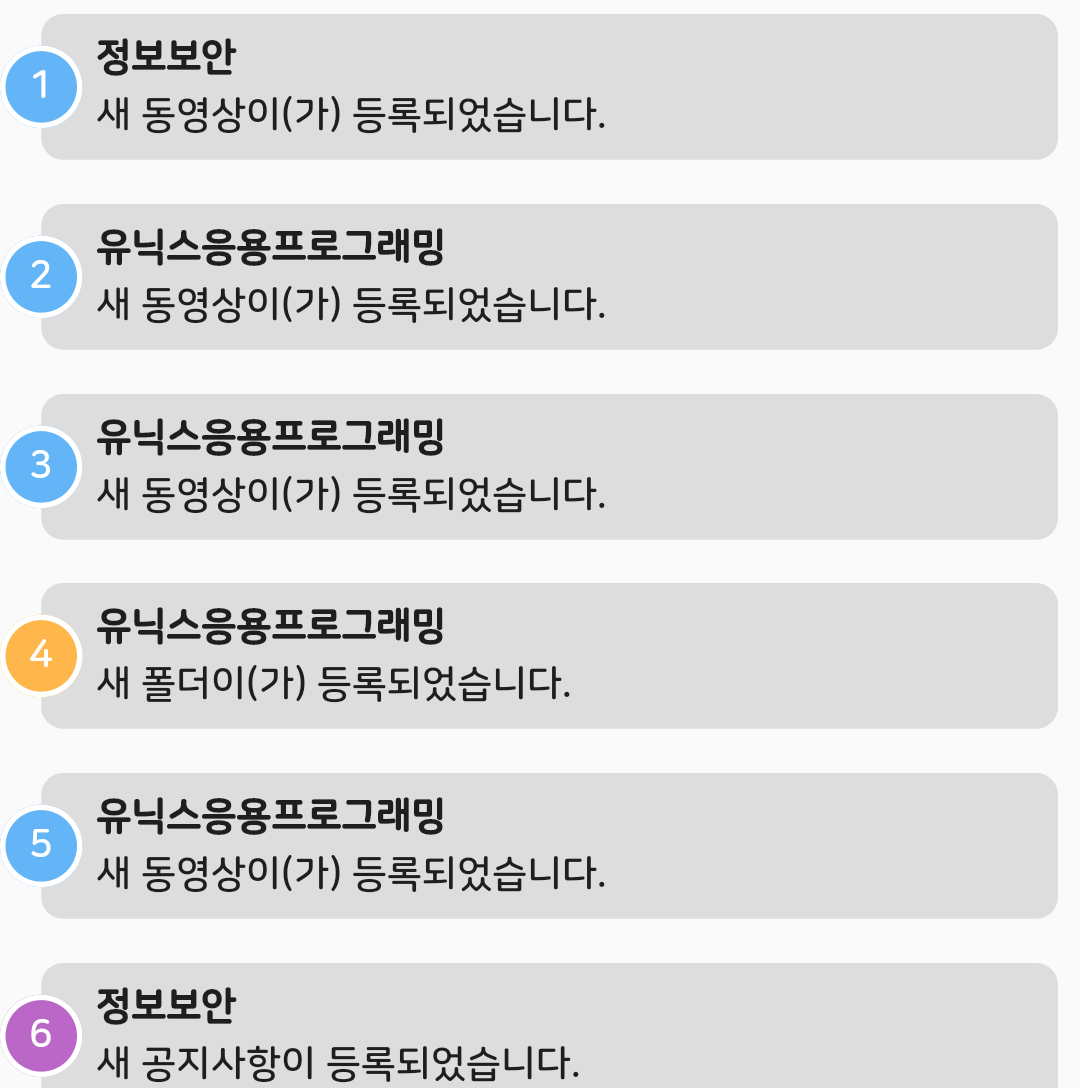 1
정보보안
새 동영상이(가) 등록되었습니다.
2
유닉스응용프로그래밍
새 동영상이(가) 등록되었습니다.
3
유닉스응용프로그래밍
새 동영상이(가) 등록되었습니다.
4
유닉스응용프로그래밍
새 폴더이(가) 등록되었습니다.
5
유닉스응용프로그래밍
새 동영상이(가) 등록되었습니다.
6
정보보안
새 공지사항이 등록되었습니다.